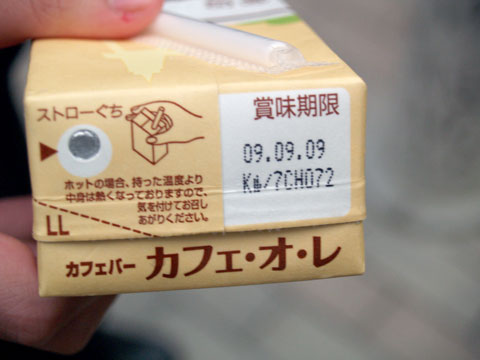 ストローぐち
賞味期限
09.09.09
ホットの場合、持った温度より
中身は熱くなっておりますので、
気を付けてお召し
あがりください。
LL
カフェバー カフェ・オ・レ